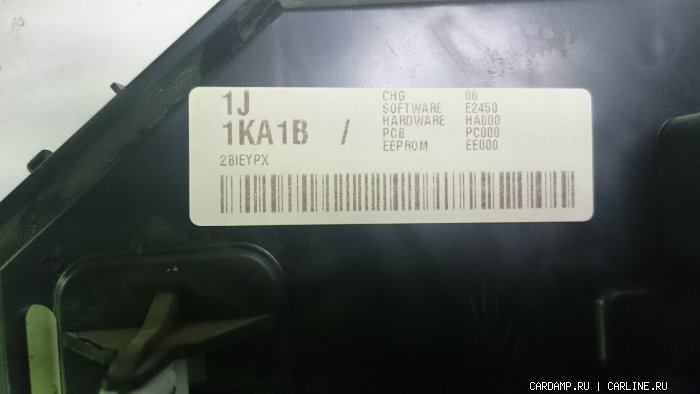 1J
1KA1B /
2BIEYPX
CHG 00
SOFTWARE E2450
HARDWARE HA000
PCB PC000
EEPROM EE000
CARDAMP.RU | CARLINE.RU